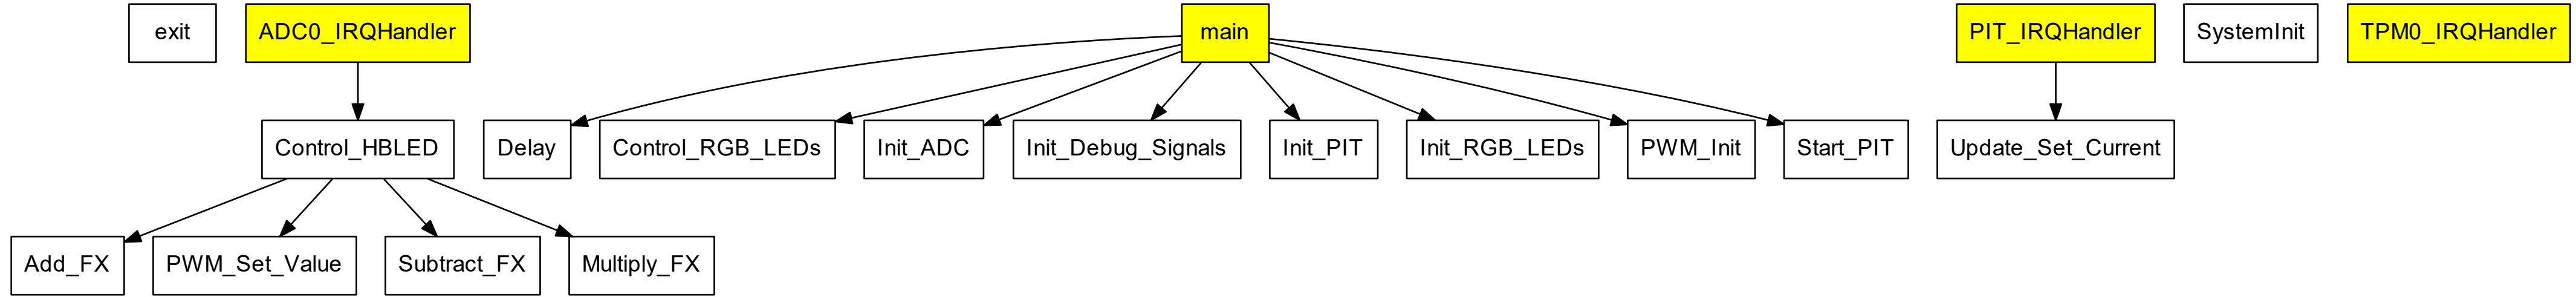 exit
ADC0_IRQHandler
main
PIT_IRQHandler
SystemInit
TPM0_IRQHandler
Control_HBLED
Delay
Control_RGB_LEDs
Init_ADC
Init_Debug_Signals
Init_PIT
Init_RGB_LEDs
PWM_Init
Start_PIT
Update_Set_Current
Add_FX
PWM_Set_Value
Subtract_FX
Multiply_FX